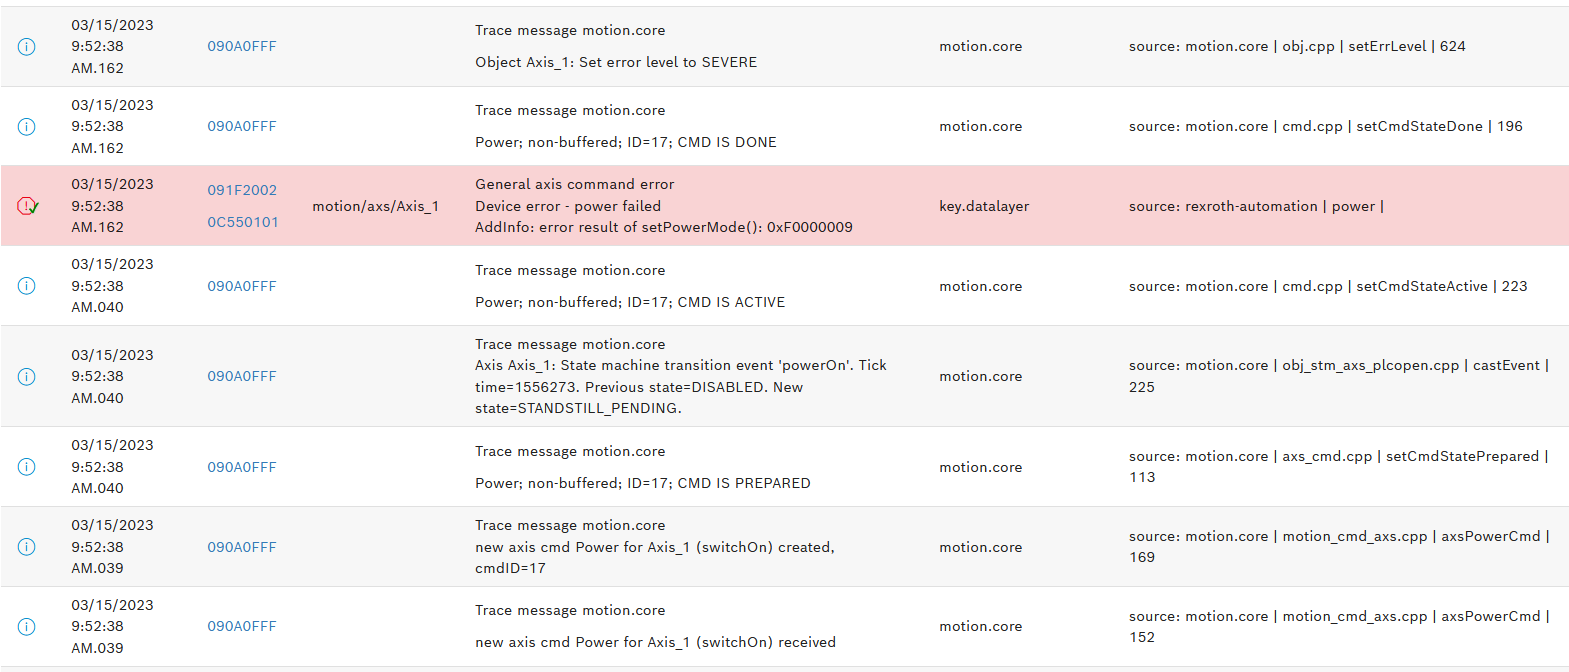 03/15/2023
9:52:38
AM.162
090A0FFF
Trace message motion.core
Object Axis_1: Set error level to SEVERE
motion.core
source: motion.core | obj.cpp | setErrLevel | 624
03/15/2023
9:52:38
AM.162
090A0FFF
Trace message motion.core
Power; non-buffered; ID=17; CMD IS DONE
motion.core
source: motion.core | cmd.cpp | setCmdStateDone | 196
03/15/2023
9:52:38
AM.162
091F2002
0C550101
motion/axs/Axis_1
General axis command error
Device error - power failed
AddInfo: error result of setPowerMode(): 0xF0000009
key.datalayer
source: rexroth-automation | power |
03/15/2023
9:52:38
AM.040
090A0FFF
Trace message motion.core
Power; non-buffered; ID=17; CMD IS ACTIVE
motion.core
source: motion.core | cmd.cpp | setCmdStateActive | 223
03/15/2023
9:52:38
AM.040
090A0FFF
Trace message motion.core
Axis Axis_1: State machine transition event 'powerOn'. Tick
time=1556273. Previous state=DISABLED. New
state=STANDSTILL_PENDING.
motion.core
source: motion.core | obj_stm_axs_plcopen.cpp | castEvent |
225
03/15/2023
9:52:38
AM.040
090A0FFF
Trace message motion.core
Power; non-buffered; ID=17; CMD IS PREPARED
motion.core
source: motion.core | axs_cmd.cpp | setCmdStatePrepared |
113
03/15/2023
9:52:38
AM.039
090A0FFF
Trace message motion.core
new axis cmd Power for Axis_1 (switchOn) created,
cmdID=17
motion.core
source: motion.core | motion_cmd_axs.cpp | axsPowerCmd |
169
03/15/2023
9:52:38
AM.039
090A0FFF
Trace message motion.core
new axis cmd Power for Axis_1 (switchOn) received
motion.core
source: motion.core | motion_cmd_axs.cpp | axsPowerCmd |
152